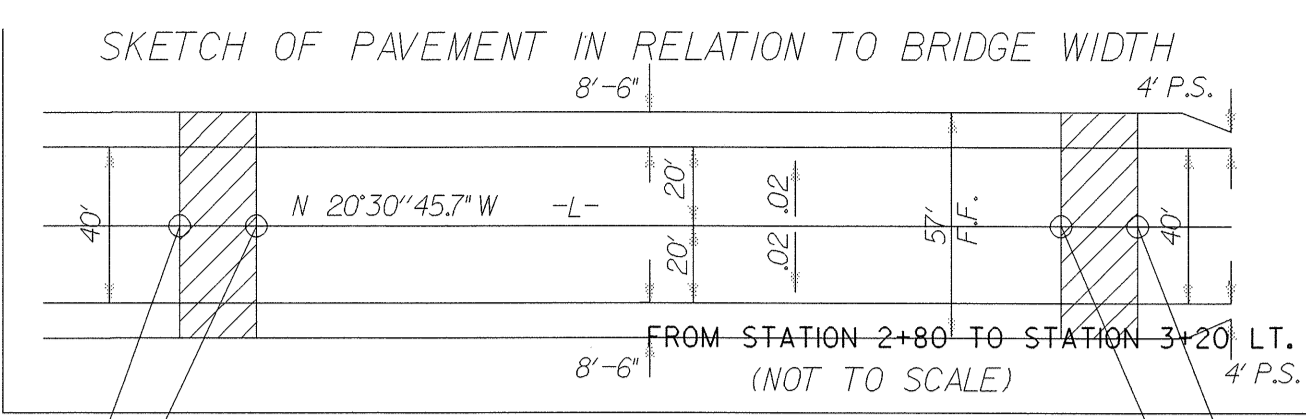 SKETCH OF PAVEMENT IN RELATION TO BRIDGE WIDTH
8'-6"
4' P.S.
N 20°30''45.7" W -L-
40'
20'
20'
.02
.02
57'
F.F.
40'
FROM STATION 2+80 TO STATION 3+20 LT.
8'-6"
(NOT TO SCALE)
4' P.S.